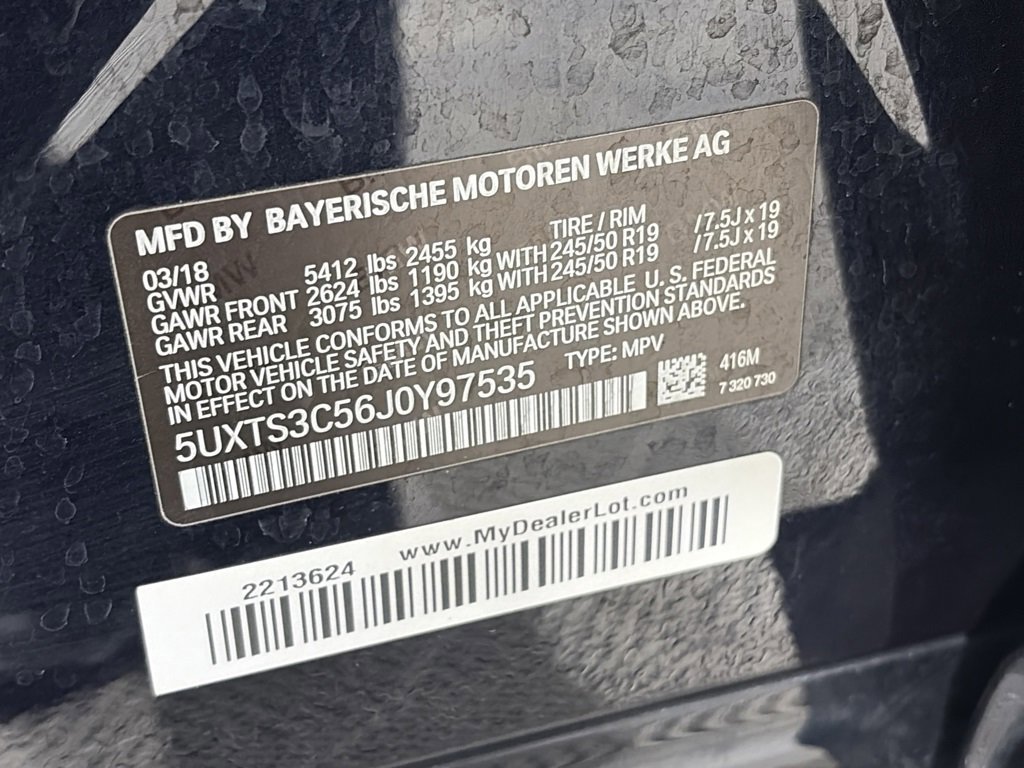 MFD BY BAYERISCHE MOTOREN WERKE AG
03/18 TIRE / RIM
GVWR 5412 lbs 2455 kg
GAWR FRONT 2624 lbs 1190 kg WITH 245/50 R19 /7.5J x 19
GAWR REAR 3075 lbs 1395 kg WITH 245/50 R19 /7.5J x 19
THIS VEHICLE CONFORMS TO ALL APPLICABLE U. S. FEDERAL
MOTOR VEHICLE SAFETY AND THEFT PREVENTION STANDARDS
IN EFFECT ON THE DATE OF MANUFACTURE SHOWN ABOVE.
5UXTS3C56J0Y97535 TYPE: MPV
416M
7 320 730
2213624 www.MyDealerLot.com